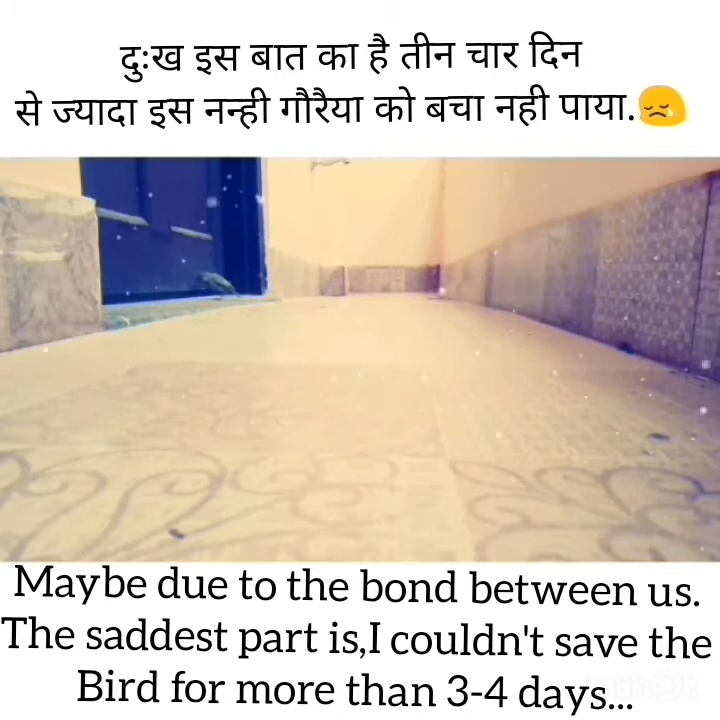 दुःख इस बात का है तीन चार दिन
से ज्यादा इस नन्ही गौरैया को बचा नही पाया.😢
Maybe due to the bond between us.
The saddest part is,I couldn't save the
Bird for more than 3-4 days...